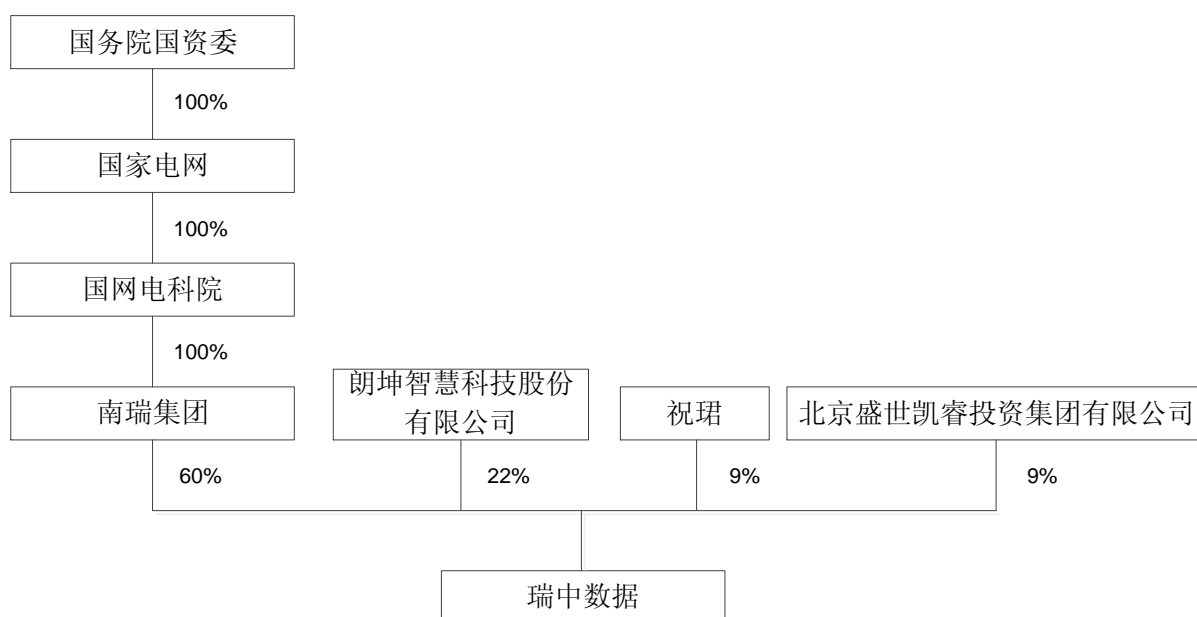 国务院国资委
100%
国家电网
100%
国网电科院
100%
南瑞集团
朗坤智慧科技股份
有限公司
祝珺
北京盛世凯睿投资集团有限公司
60%
22%
9%
9%
瑞中数据